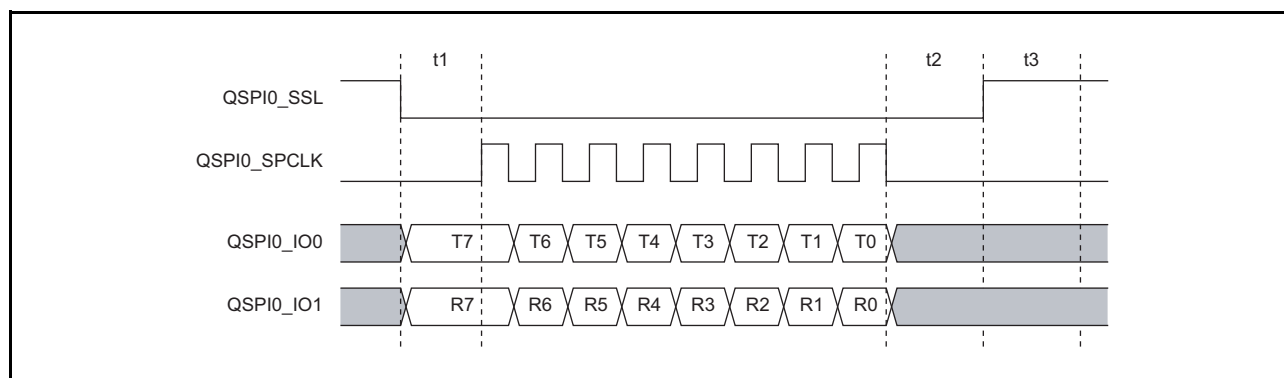 t1 t2 t3
QSPI0_SSL
QSPI0_SPCLK
QSPI0_IO0 T7 T6 T5 T4 T3 T2 T1 T0
QSPI0_IO1 R7 R6 R5 R4 R3 R2 R1 R0